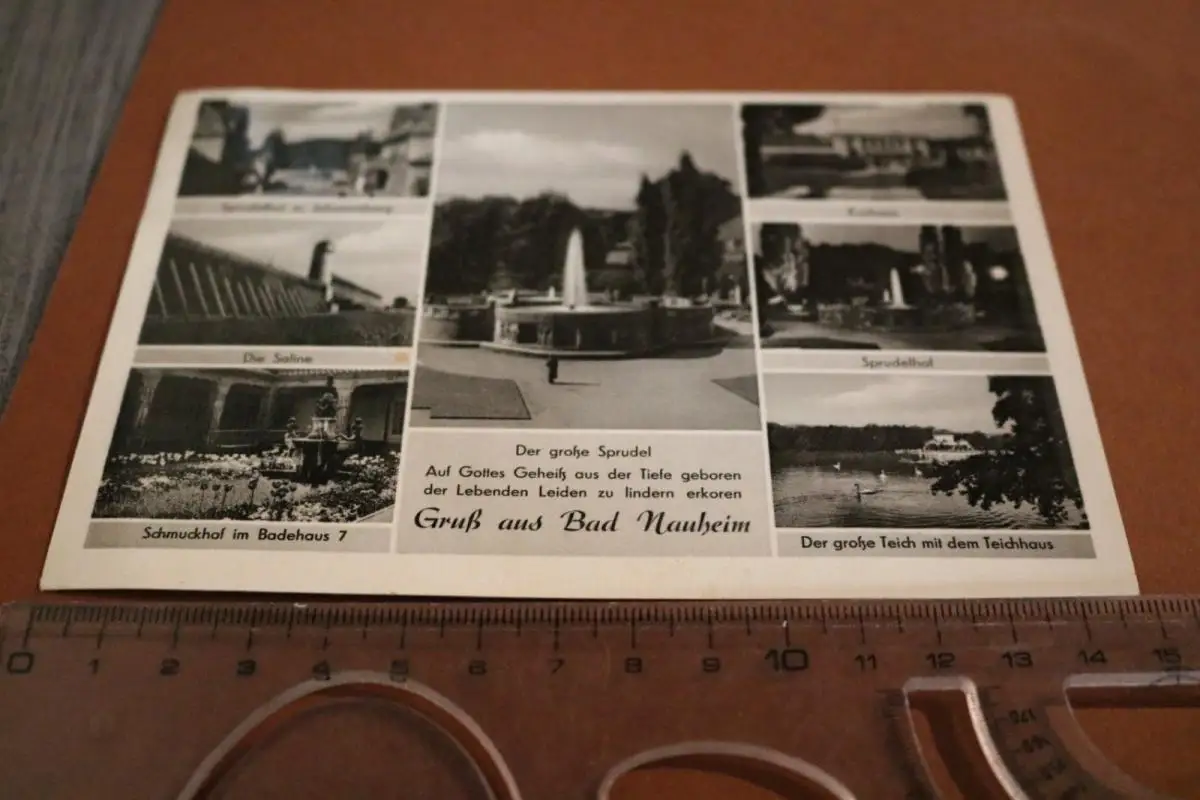 Die Saline
Schmuckhof im Badehaus 7
Der große Sprudel
Auf Gottes Geheiß aus der Tiefe geboren
der Lebenden Leiden zu lindern erkoren
Gruß aus Bad Nauheim
Kurhaus
Sprudelhof
Der große Teich mit dem Teichhaus
0 1 2 3 4 5 6 7 8 9 10 11 12 13 14 15